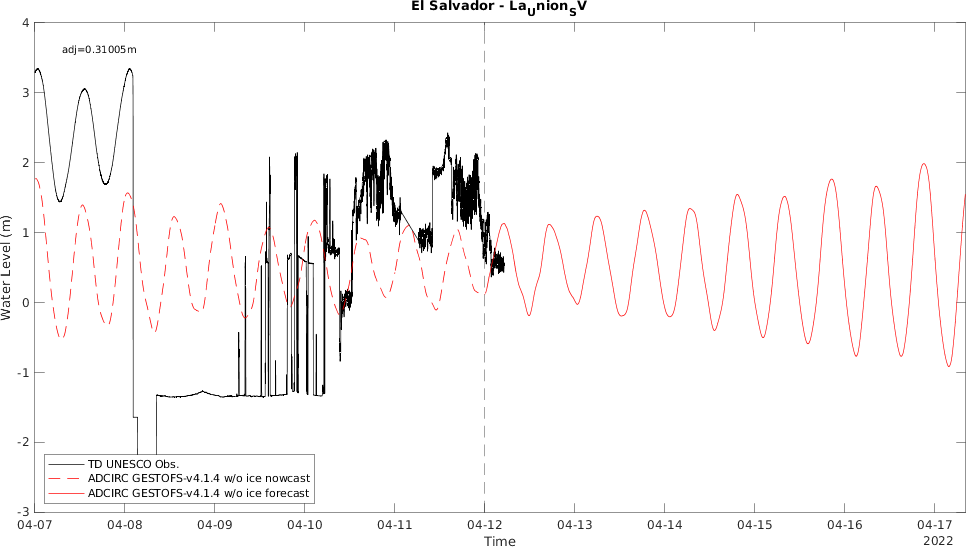 El Salvador - LaUnionSV
4
adj=0.31005m
3
2
1
0
-1
-2
-3
Water Level (m)
TD UNESCO Obs.
ADCIRC GESTOFS-v4.1.4 w/o ice nowcast
ADCIRC GESTOFS-v4.1.4 w/o ice forecast
04-07 04-08 04-09 04-10 04-11 04-12 04-13 04-14 04-15 04-16 04-17
Time
2022